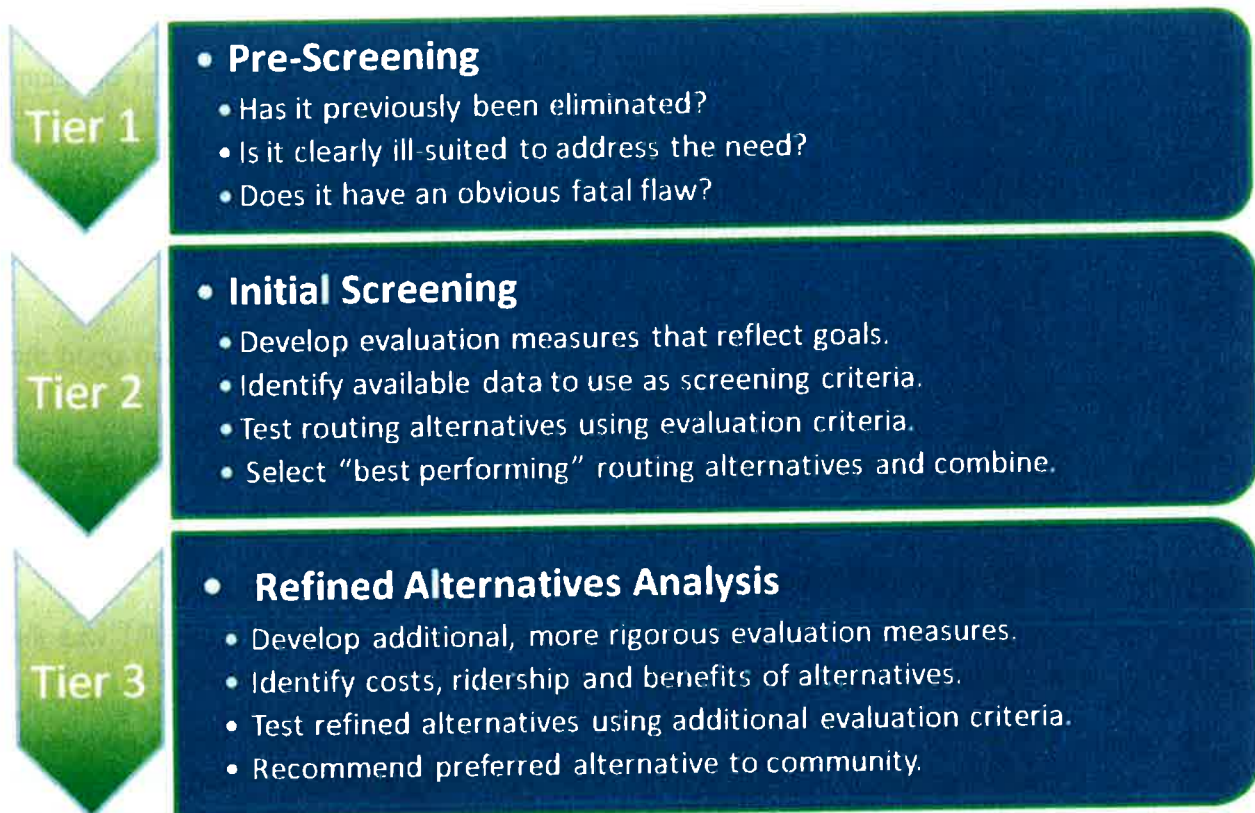 Tier 1
• Pre-Screening
• Has it previously been eliminated?
• Is it clearly ill-suited to address the need?
• Does it have an obvious fatal flaw?
Tier 2
• Initial Screening
• Develop evaluation measures that reflect goals.
• Identify available data to use as screening criteria.
• Test routing alternatives using evaluation criteria.
• Select “best performing” routing alternatives and combine.
Tier 3
• Refined Alternatives Analysis
• Develop additional, more rigorous evaluation measures.
• Identify costs, ridership and benefits of alternatives.
• Test refined alternatives using additional evaluation criteria.
• Recommend preferred alternative to community.